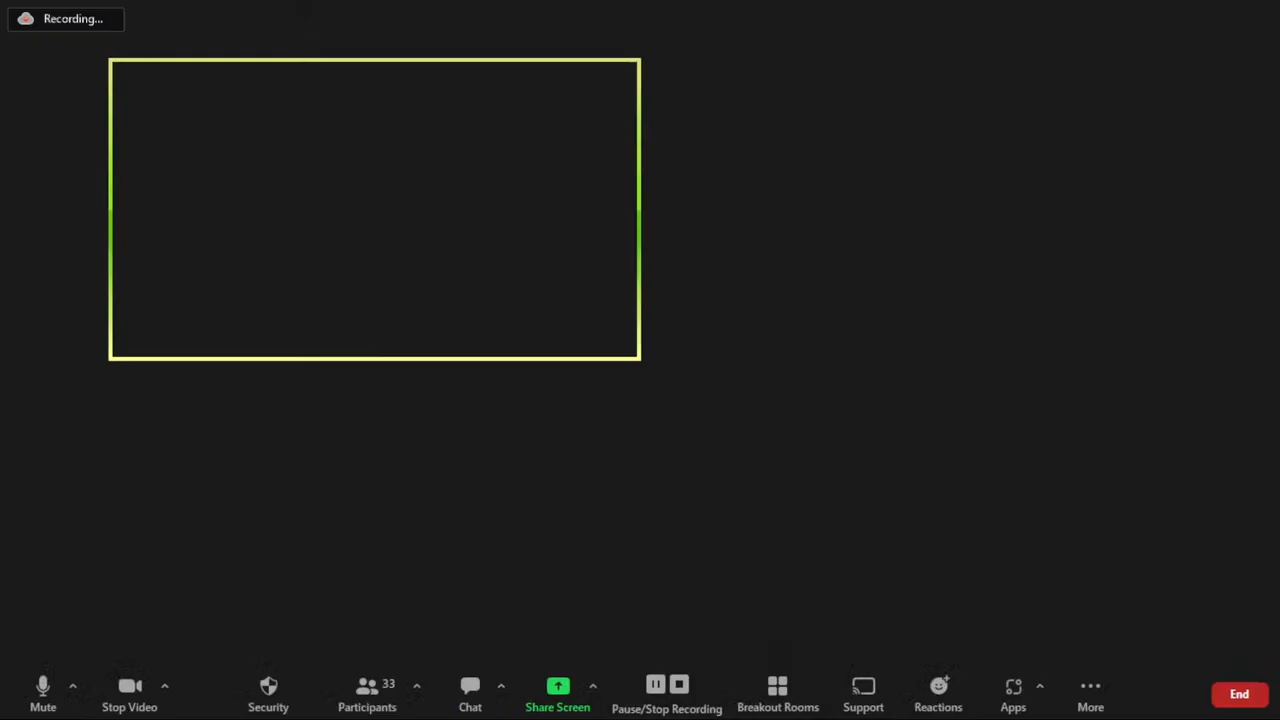 Recording...
33
Mute
Stop Video
Security
Participants
Chat
Share Screen
Pause/Stop Recording
Breakout Rooms
Support
Reactions
Apps
More
End